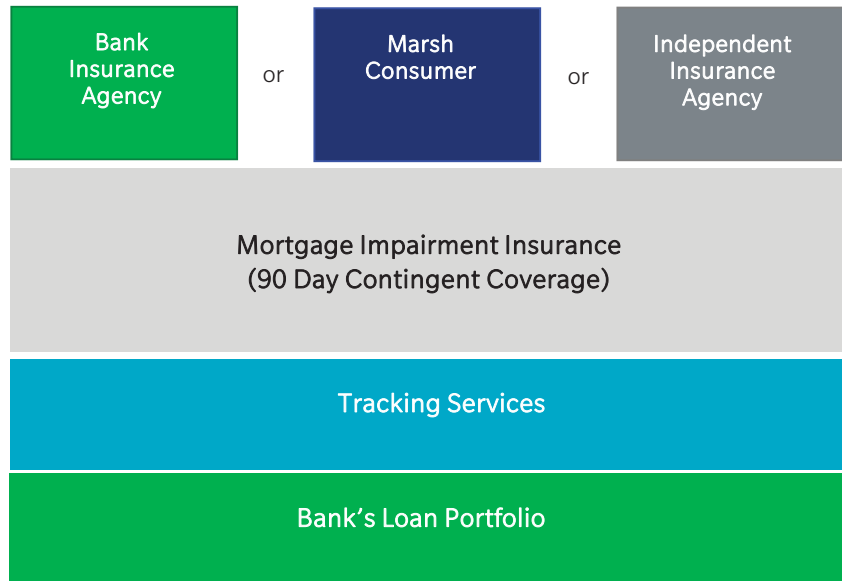 Bank
Insurance
Agency
or
Marsh
Consumer
or
Independent
Insurance
Agency
Mortgage Impairment Insurance
(90 Day Contingent Coverage)
Tracking Services
Bank’s Loan Portfolio